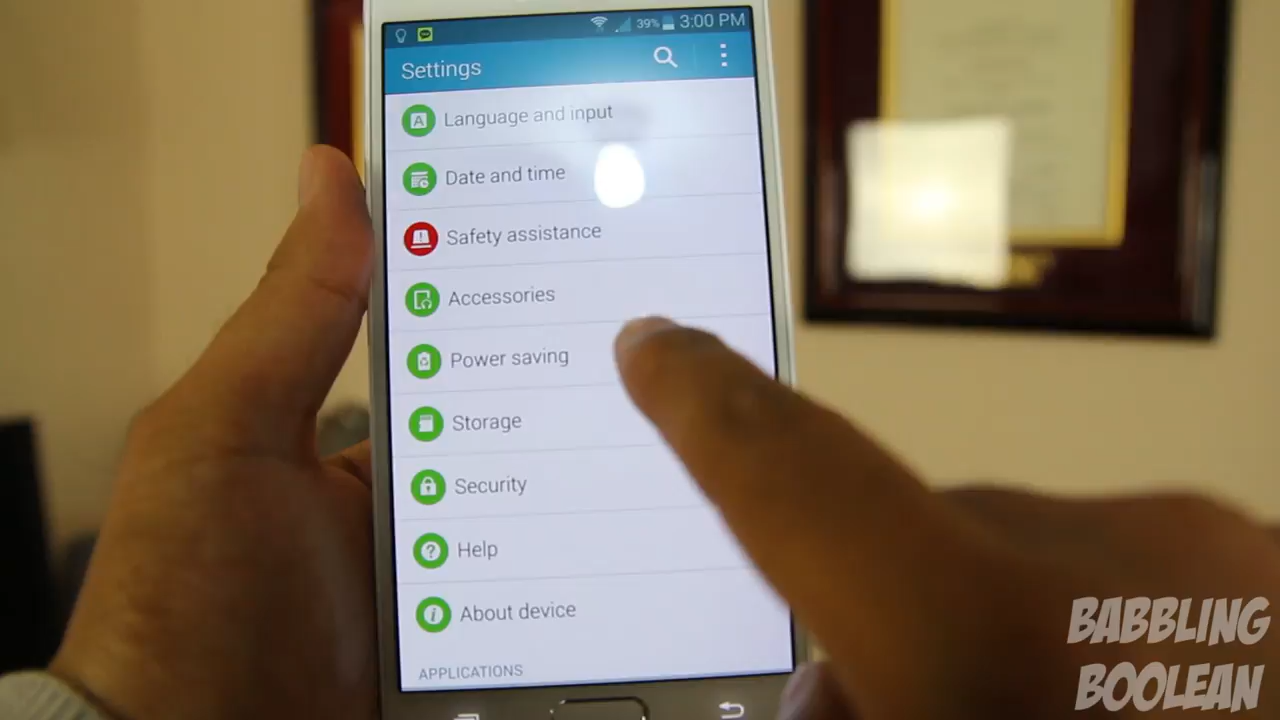 39% 3:00 PM
Settings
A Language and input
Date and time
Safety assistance
Accessories
Power saving
Storage
Security
? Help
i About device
APPLICATIONS
BABBLING
BOOLEAN